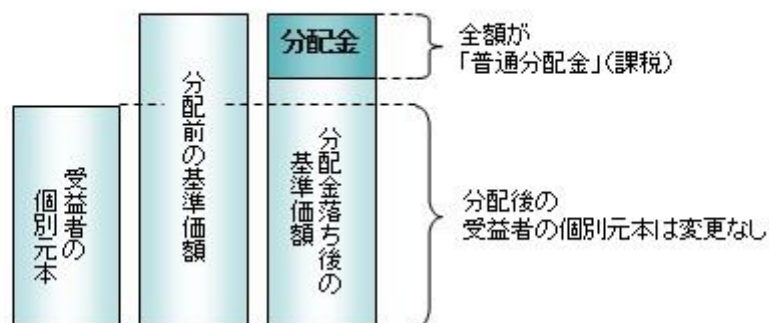 受益者の
個別元本
分配前の基準価額
分配金
分配金落ち後の
基準価額
全額が
「普通分配金」(課税)
分配後の
受益者の個別元本は変更なし